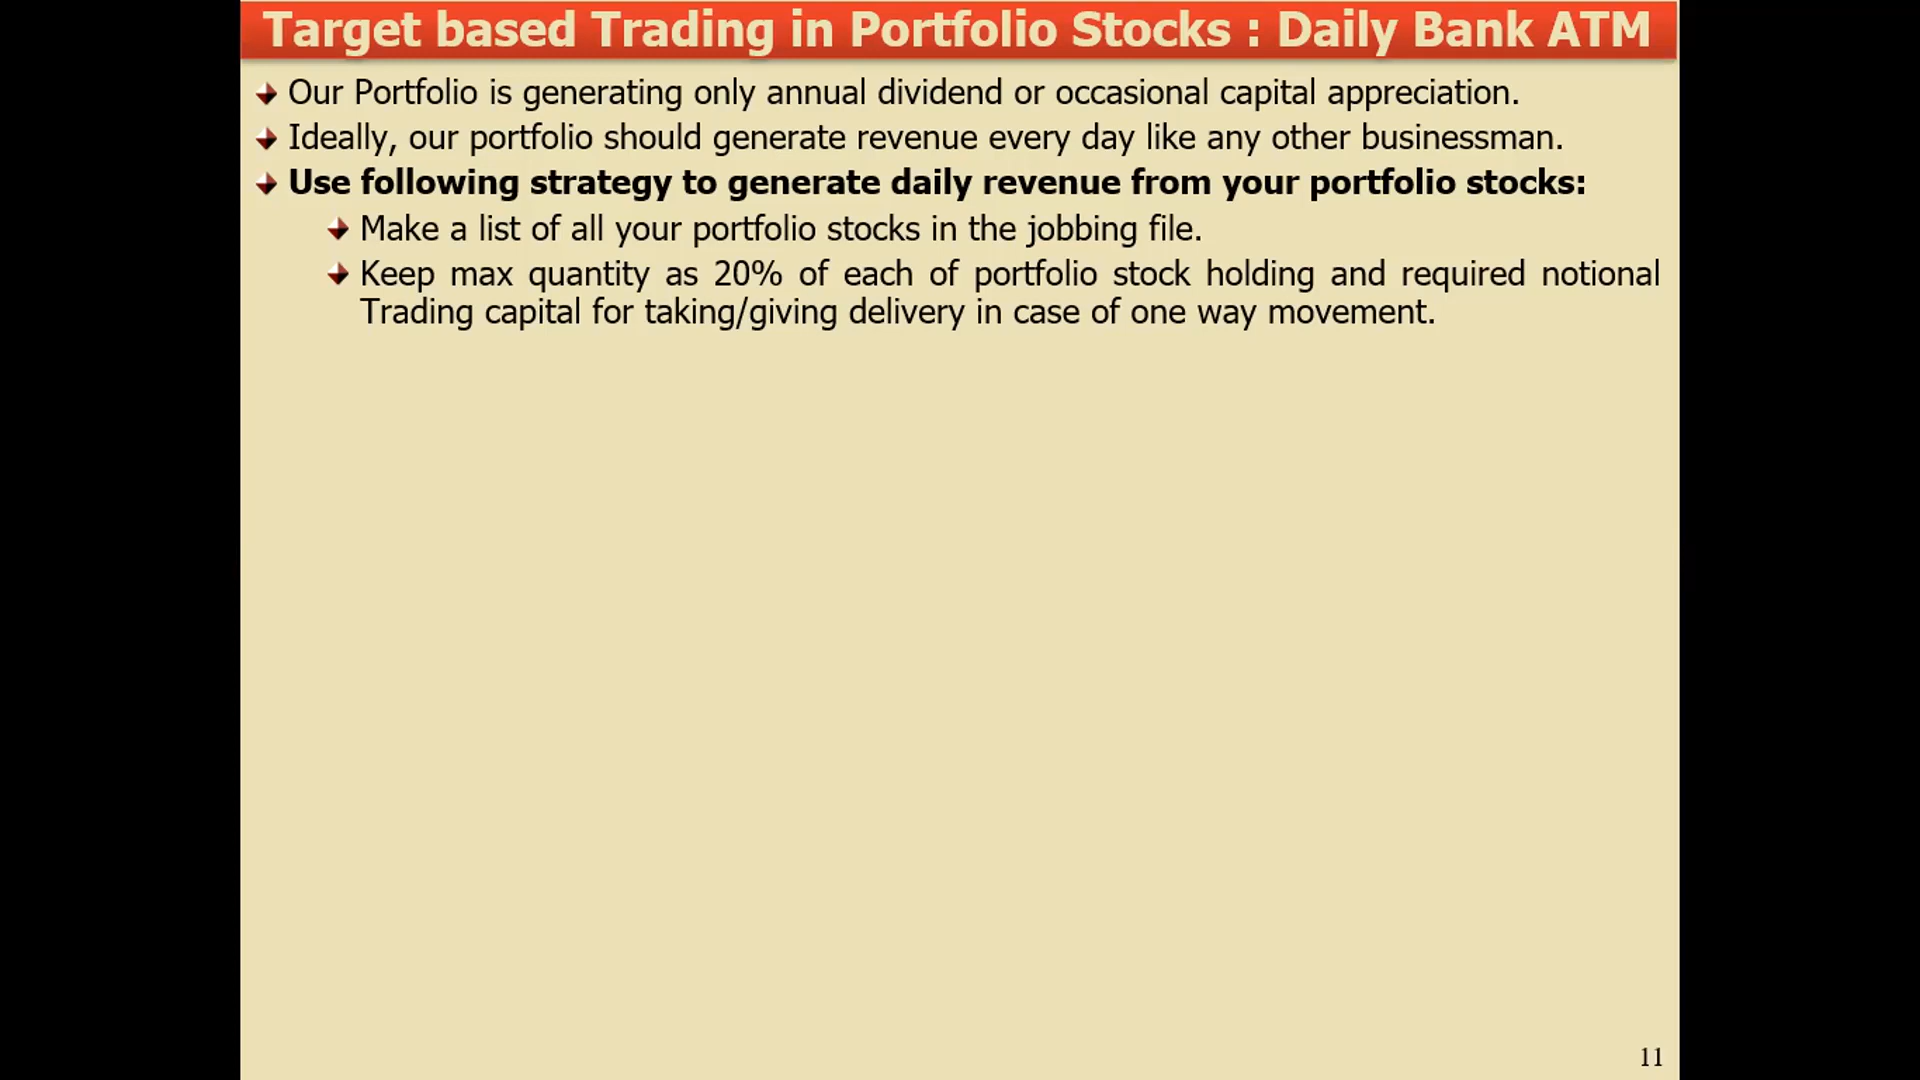 Target based Trading in Portfolio Stocks : Daily Bank ATM
Our Portfolio is generating only annual dividend or occasional capital appreciation.
Ideally, our portfolio should generate revenue every day like any other businessman.
Use following strategy to generate daily revenue from your portfolio stocks:
Make a list of all your portfolio stocks in the jobbing file.
Keep max quantity as 20% of each of portfolio stock holding and required notional
Trading capital for taking/giving delivery in case of one way movement.
11